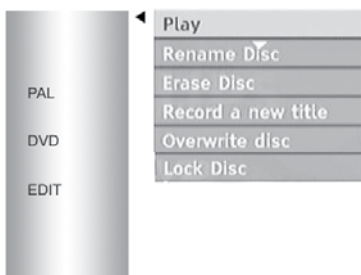 PAL
DVD
EDIT
Play
Rename Disc
Erase Disc
Record a new title
Overwrite disc
Lock Disc